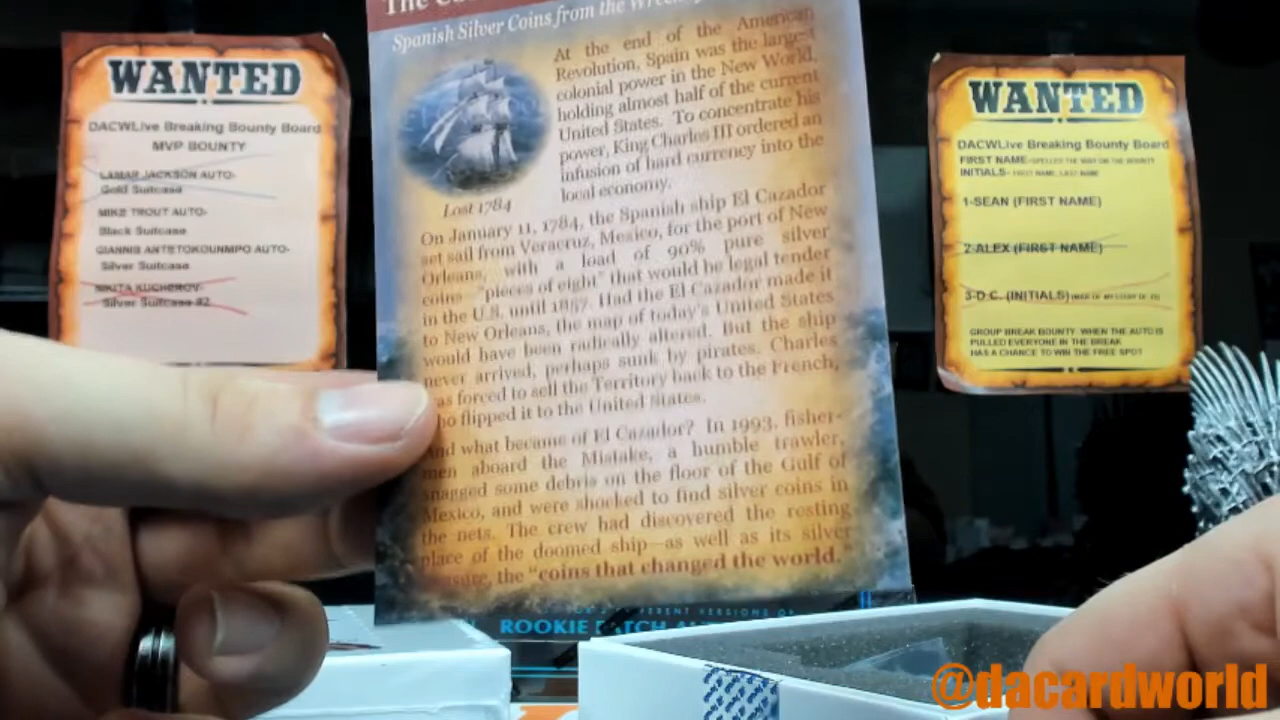 Spanish Silver Coins from the
At the end of the American
Revolution, Spain was the largest
colonial power in the New World,
holding almost half of the current
United States. To concentrate his
power, King Charles III ordered an
infusion of hard currency into the
local economy.
Lost 1784
On January 11, 1784, the Spanish ship El Cazador
set sail from Veracruz, Mexico, for the port of New
Orleans, with a load of 90% pure silver
coins—"pieces of eight" that would be legal tender
in the U.S. until 1857. Had the El Cazador made it
to New Orleans, the map of today's United States
would have been radically altered. But the ship
never arrived, perhaps sunk by pirates. Charles
was forced to sell the Territory back to the French,
who flipped it to the United States.
And what became of El Cazador? In 1993, fisher-
men aboard the Mistake, a humble trawler,
snagged some debris on the floor of the Gulf of
Mexico, and were shocked to find silver coins in
the nets. The crew had discovered the resting
place of the doomed ship—as well as its silver
the "coins that changed the world.
WANTED
DACWLive Breaking Bounty Board
MVP BOUNTY
LAMAR JACKSON AUTO-
Gold Suitcase
MIKE TROUT AUTO-
Black Suitcase
GIANNIS ANTETOKOUNMPO AUTO-
Silver Suitcase
NIKITA KUCHEROV-
Silver Suitcase #2
WANTED
DACWLive Breaking Bounty Board
FIRST NAME-SPELLED THE WAY ON THE BOUNTY
INITIALS- FIRST NAME, LAST NAME
1-SEAN (FIRST NAME)
2-ALEX (FIRST NAME)
3-D.C. (INITIALS)
GROUP BREAK BOUNTY WHEN THE AUTO IS
PULLED EVERYONE IN THE BREAK
HAS A CHANCE TO WIN THE FREE SPOT
VERSIONS OF
ROOKIE
@dacardworld